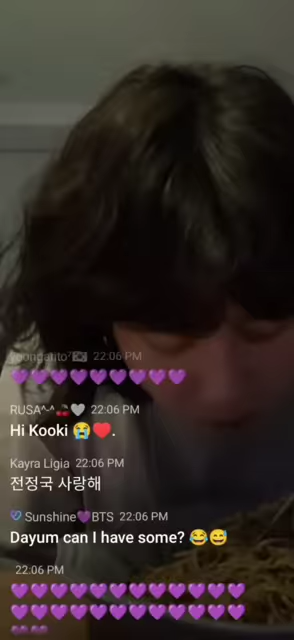 22:06 PM
💜💜💜💜💜💜💜💜💜
RUSA^-^🍒🩶 22:06 PM
Hi Kooki 😭♥️.
Kayra Ligia 22:06 PM
전정국 사랑해
💙 Sunshine💜BTS 22:06 PM
Dayum can I have some? 😂😅
22:06 PM
💜💜💜💜💜💜💜💜💜💜💜💜
💜💜💜💜💜💜💜💜💜💜💜💜
💜💜